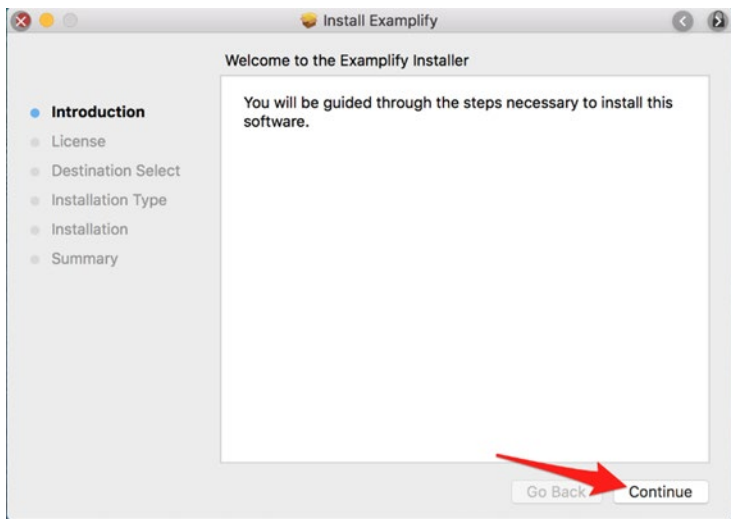 Install Examplify
Welcome to the Examplify Installer
Introduction
License
Destination Select
Installation Type
Installation
Summary
You will be guided through the steps necessary to install this
software.
Go Back
Continue